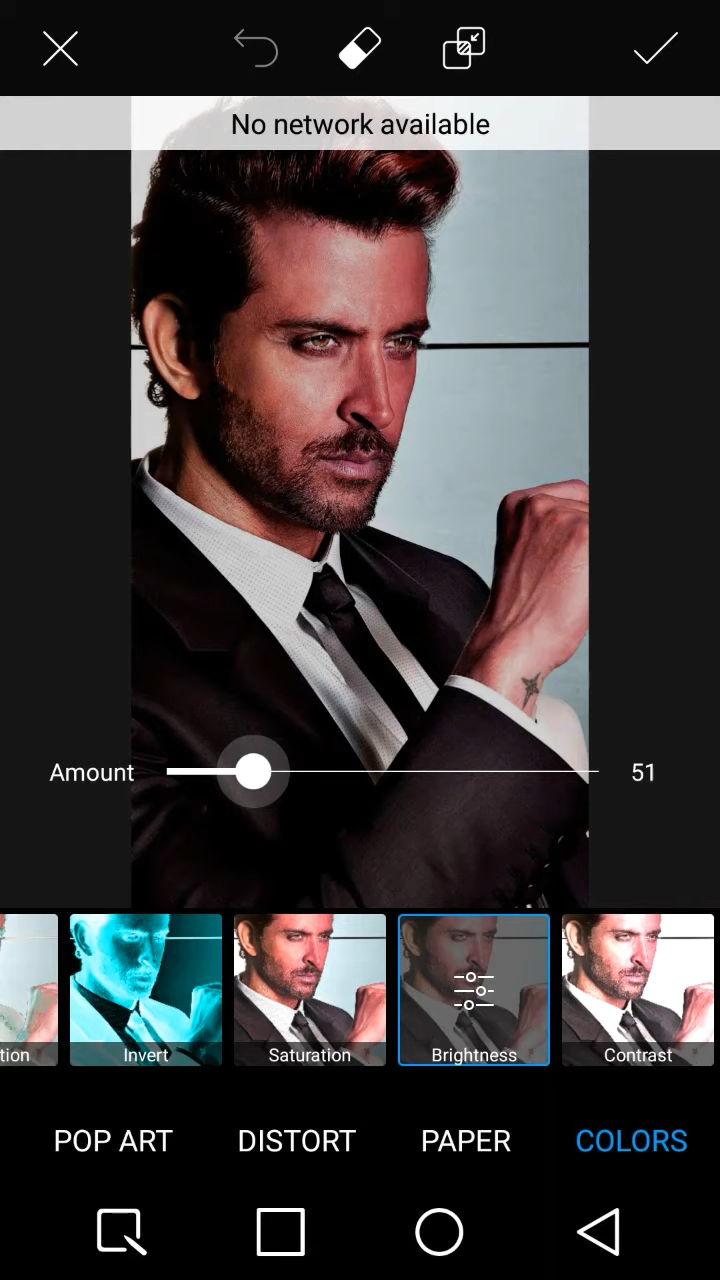 No network available
Amount 51
tion Invert Saturation Brightness Contrast
POP ART DISTORT PAPER COLORS